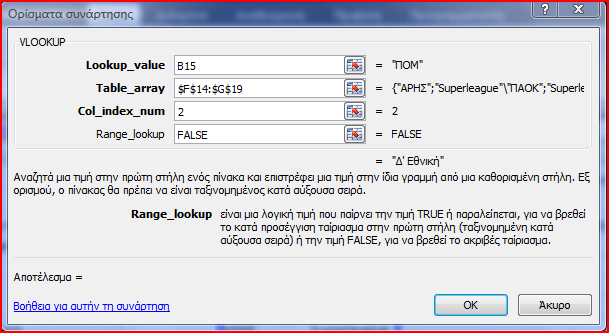 Ορίσματα συνάρτησης
VLOOKUP
Lookup_value B15 = "ΠΟΜ"
Table_array $F$14:$G$19 = {"ΑΡΗΣ";"Superleague"\"ΠΑΟΚ";"Superle
Col_index_num 2 = 2
Range_lookup FALSE = FALSE
= "Δ' Εθνική"
Αναζητά μια τιμή στην πρώτη στήλη ενός πίνακα και επιστρέφει μια τιμή στην ίδια γραμμή από μια καθορισμένη στήλη. Εξ
ορισμού, ο πίνακας θα πρέπει να είναι ταξινομημένος κατά αύξουσα σειρά.
Range_lookup είναι μια λογική τιμή που παίρνει την τιμή TRUE ή παραλείπεται, για να βρεθεί
το κατά προσέγγιση ταίριασμα στην πρώτη στήλη (ταξινομημένη κατά
αύξουσα σειρά) ή την τιμή FALSE, για να βρεθεί το ακριβές ταίριασμα.
Αποτέλεσμα =
Βοήθεια για αυτήν τη συνάρτηση
OK
Άκυρο